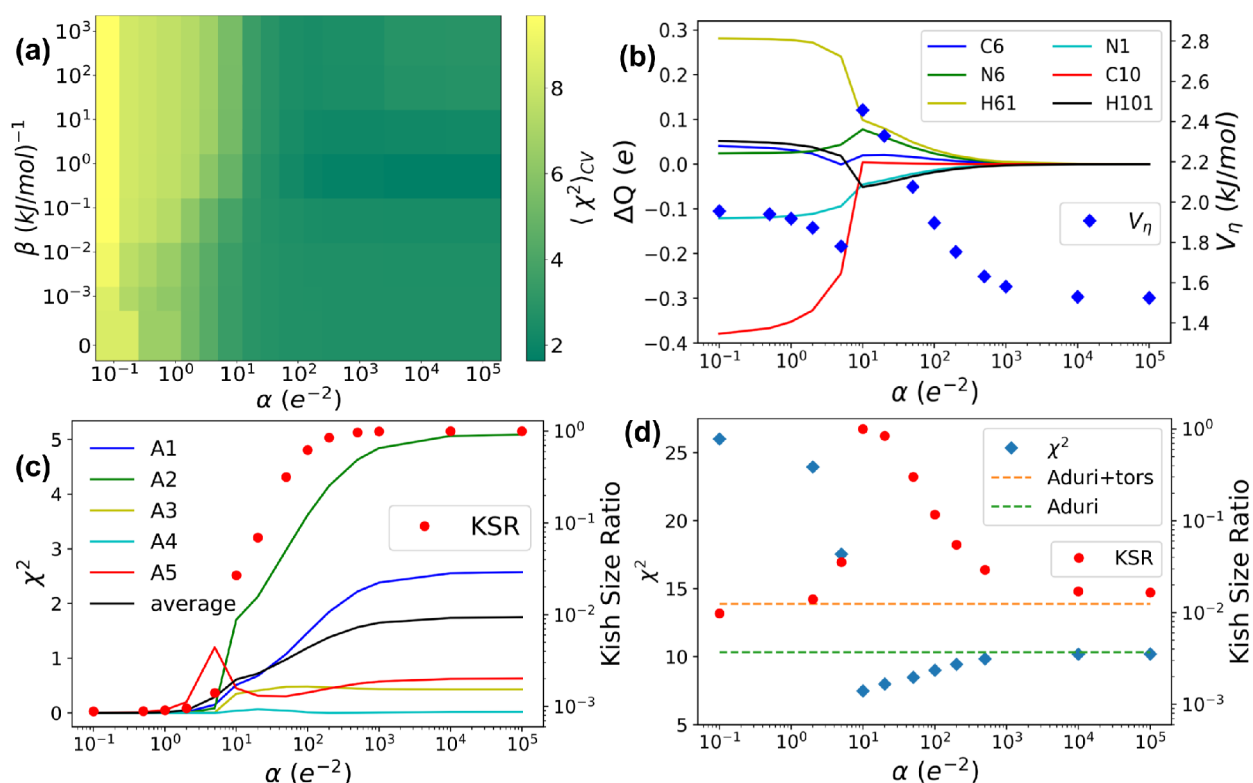 (a)
10³
10²
10¹
10⁰
10⁻¹
10⁻²
10⁻³
0
β (kJ/mol)⁻¹
10⁻¹ 10⁰ 10¹ 10² 10³ 10⁴ 10⁵
α (e⁻²)
8
6
4
2
⟨χ²⟩CV
(b)
0.3
0.2
0.1
0.0
−0.1
−0.2
−0.3
−0.4
ΔQ (e)
C6 N1
N6 C10
H61 H101
Vη
2.8
2.6
2.4
2.2
2.0
1.8
1.6
1.4
Vη (kJ/mol)
10⁻¹ 10⁰ 10¹ 10² 10³ 10⁴ 10⁵
α (e⁻²)
(c)
5
4
3
2
1
0
χ²
A1
A2
A3
A4
A5
average
KSR
10⁰
10⁻¹
10⁻²
10⁻³
Kish Size Ratio
10⁻¹ 10⁰ 10¹ 10² 10³ 10⁴ 10⁵
α (e⁻²)
(d)
25
20
15
10
5
χ²
χ²
Aduri+tors
Aduri
KSR
10⁰
10⁻¹
10⁻²
10⁻³
Kish Size Ratio
10⁻¹ 10⁰ 10¹ 10² 10³ 10⁴ 10⁵
α (e⁻²)